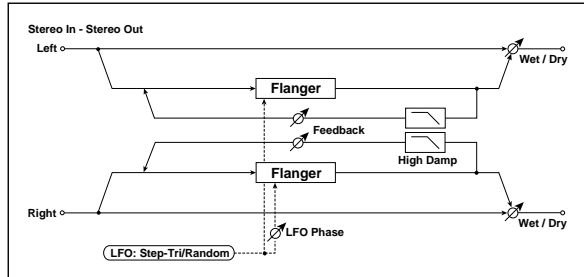 Stereo In - Stereo Out
Left
Wet / Dry
Flanger
Feedback
High Damp
Flanger
Right
LFO Phase
Wet / Dry
LFO: Step-Tri/Random